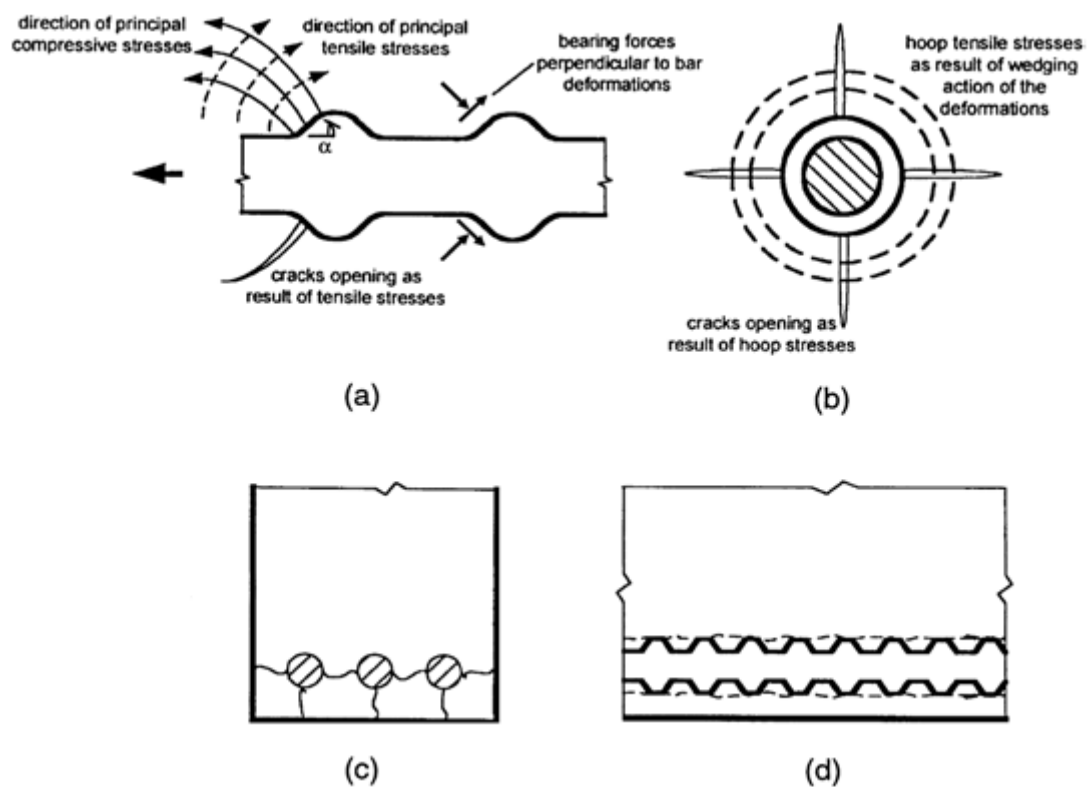 direction of principal
compressive stresses
direction of principal
tensile stresses
bearing forces
perpendicular to bar
deformations
α
cracks opening as
result of tensile stresses
(a)
hoop tensile stresses
as result of wedging
action of the
deformations
cracks opening as
result of hoop stresses
(b)
(c)
(d)